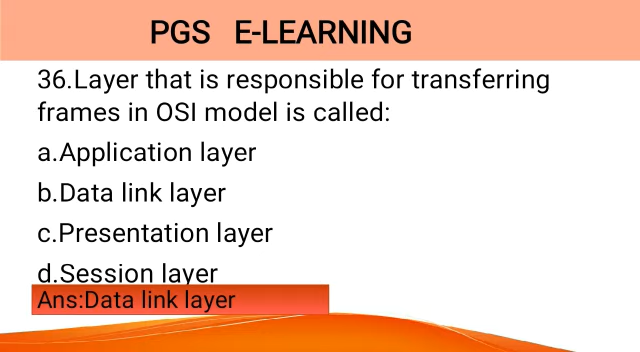 PGS E-LEARNING
36.Layer that is responsible for transferring
frames in OSI model is called:
a.Application layer
b.Data link layer
c.Presentation layer
d.Session layer
Ans:Data link layer